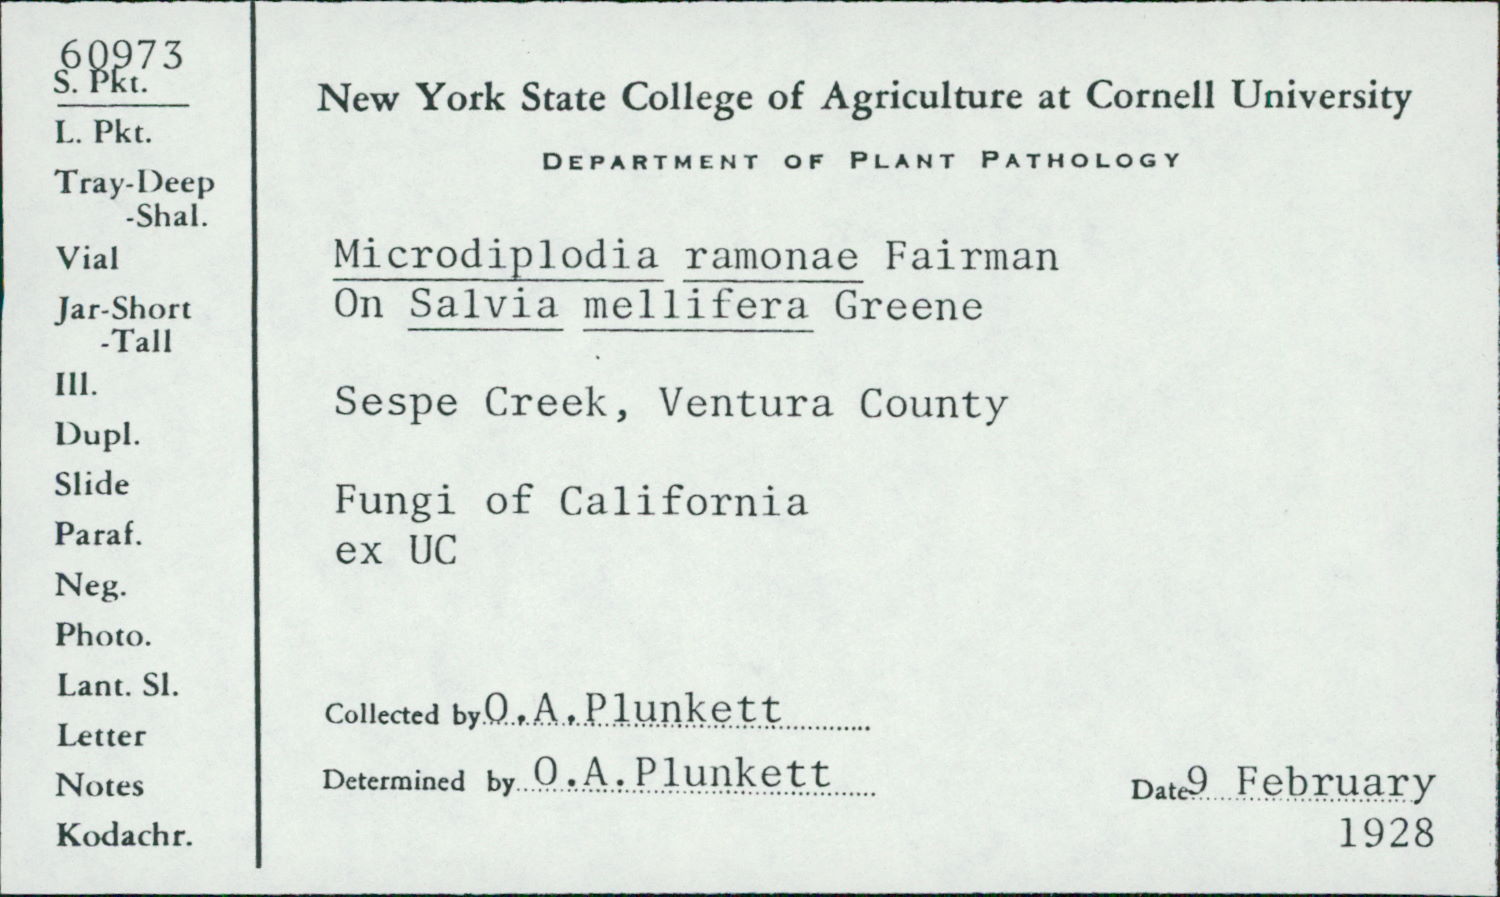 60973
S. Pkt.
L. Pkt.
Tray-Deep
-Shal.
Vial
Jar-Short
-Tall
Ill.
Dupl.
Slide
Paraf.
Neg.
Photo.
Lant. Sl.
Letter
Notes
Kodachr.
New York State College of Agriculture at Cornell University
DEPARTMENT OF PLANT PATHOLOGY
Microdiplodia ramonae Fairman
On Salvia mellifera Greene
Sespe Creek, Ventura County
Fungi of California
ex UC
Collected by O.A.Plunkett
Determined by O.A.Plunkett
Date 9 February
1928